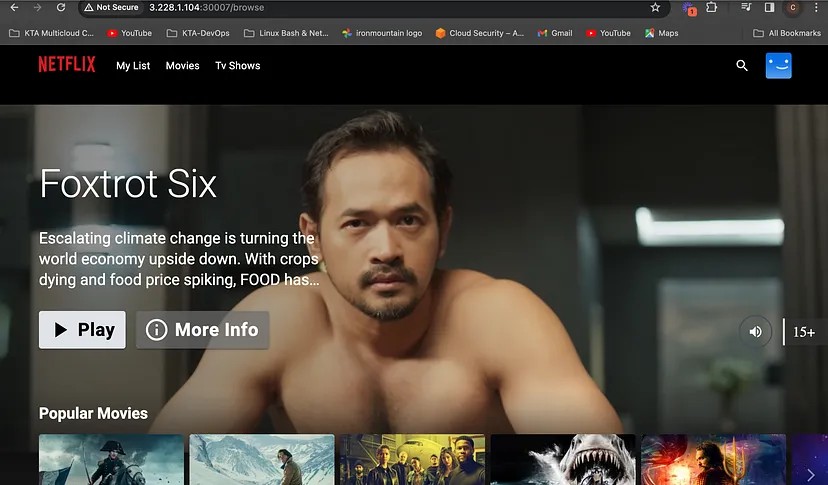 Not Secure 3.228.1.104:30007/browse
1
C
KTA Multicloud C... YouTube KTA-DevOps Linux Bash & Net... ironmountain logo Cloud Security – A... Gmail YouTube Maps All Bookmarks
NETFLIX My List Movies Tv Shows
Foxtrot Six
Escalating climate change is turning the
world economy upside down. With crops
dying and food price spiking, FOOD has...
Play More Info
15+
Popular Movies